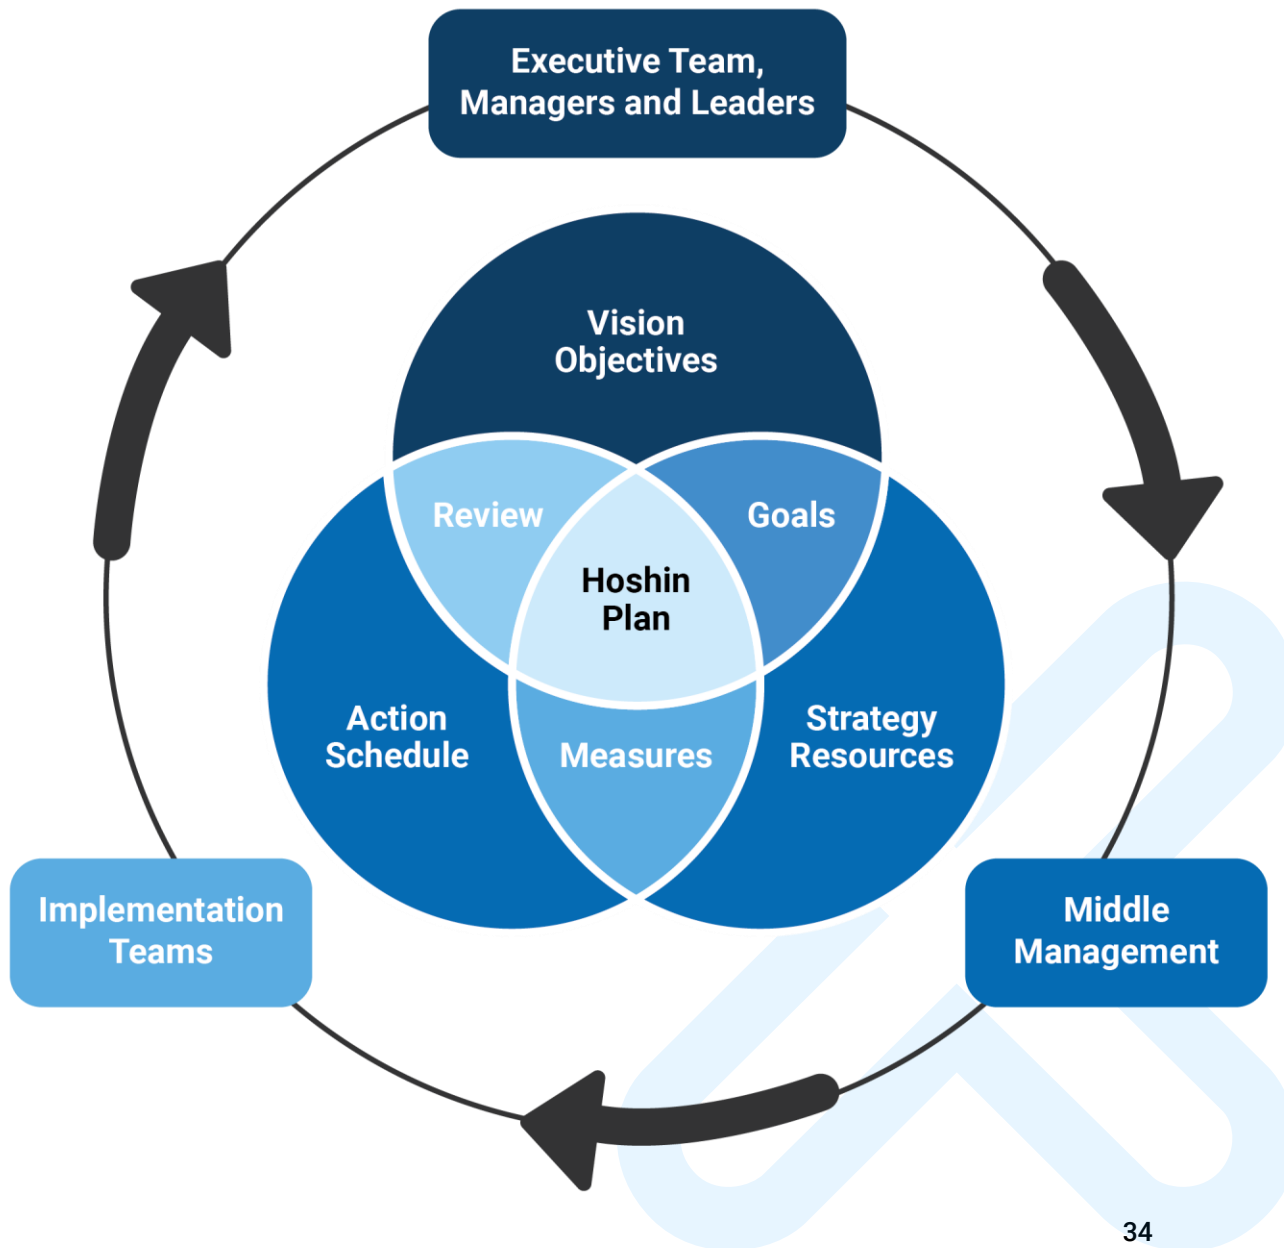 Executive Team,
Managers and Leaders
Vision
Objectives
Review
Goals
Hoshin
Plan
Action
Schedule
Measures
Strategy
Resources
Implementation
Teams
Middle
Management
34